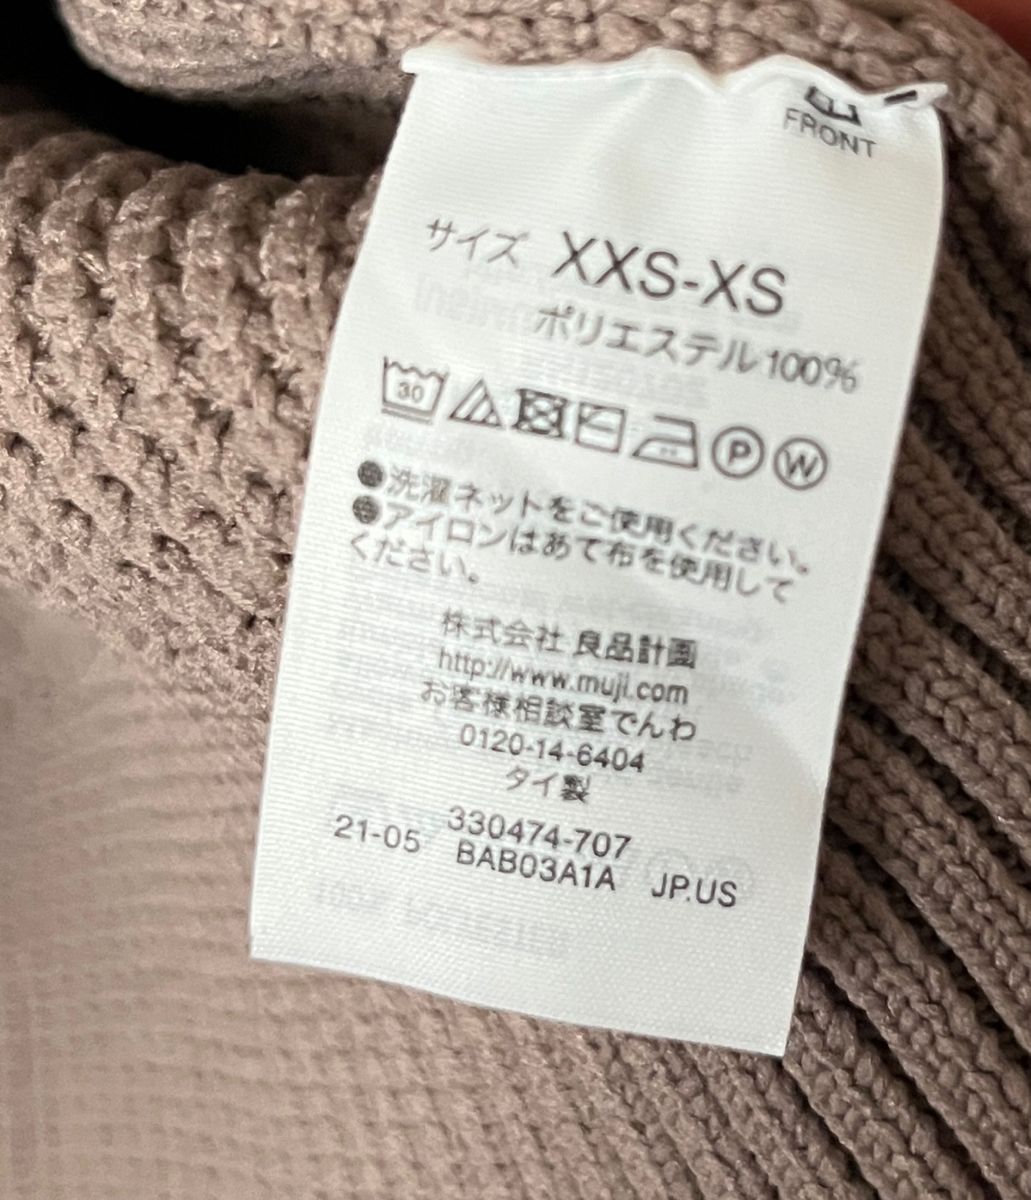 FRONT
サイズ XXS-XS
ポリエステル100%
30
P W
●洗濯ネットをご使用ください。
●アイロンはあて布を使用して
ください。
株式会社 良品計画
http://www.muji.com
お客様相談室でんわ
0120-14-6404
タイ製
330474-707
21-05 BAB03A1A JP.US